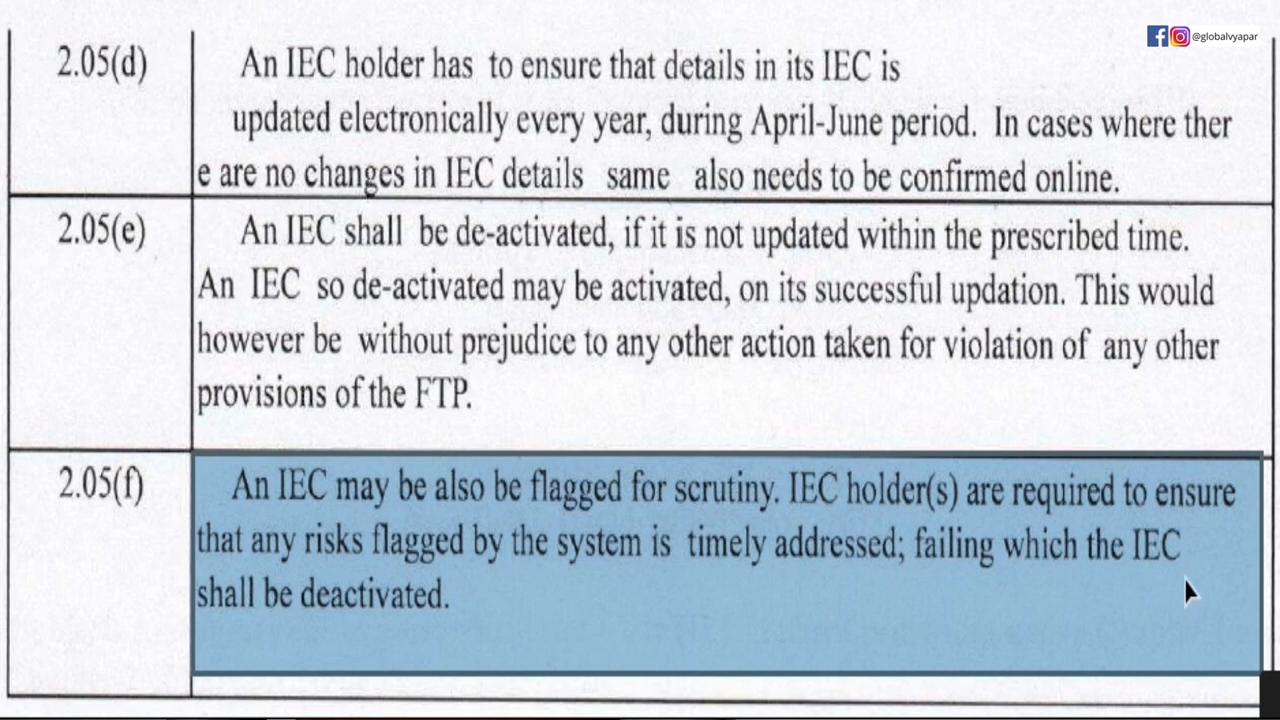 @globalvyapar
2.05(d) An IEC holder has to ensure that details in its IEC is
updated electronically every year, during April-June period. In cases where ther
e are no changes in IEC details same also needs to be confirmed online.
2.05(e) An IEC shall be de-activated, if it is not updated within the prescribed time.
An IEC so de-activated may be activated, on its successful updation. This would
however be without prejudice to any other action taken for violation of any other
provisions of the FTP.
2.05(f) An IEC may be also be flagged for scrutiny. IEC holder(s) are required to ensure
that any risks flagged by the system is timely addressed; failing which the IEC
shall be deactivated.